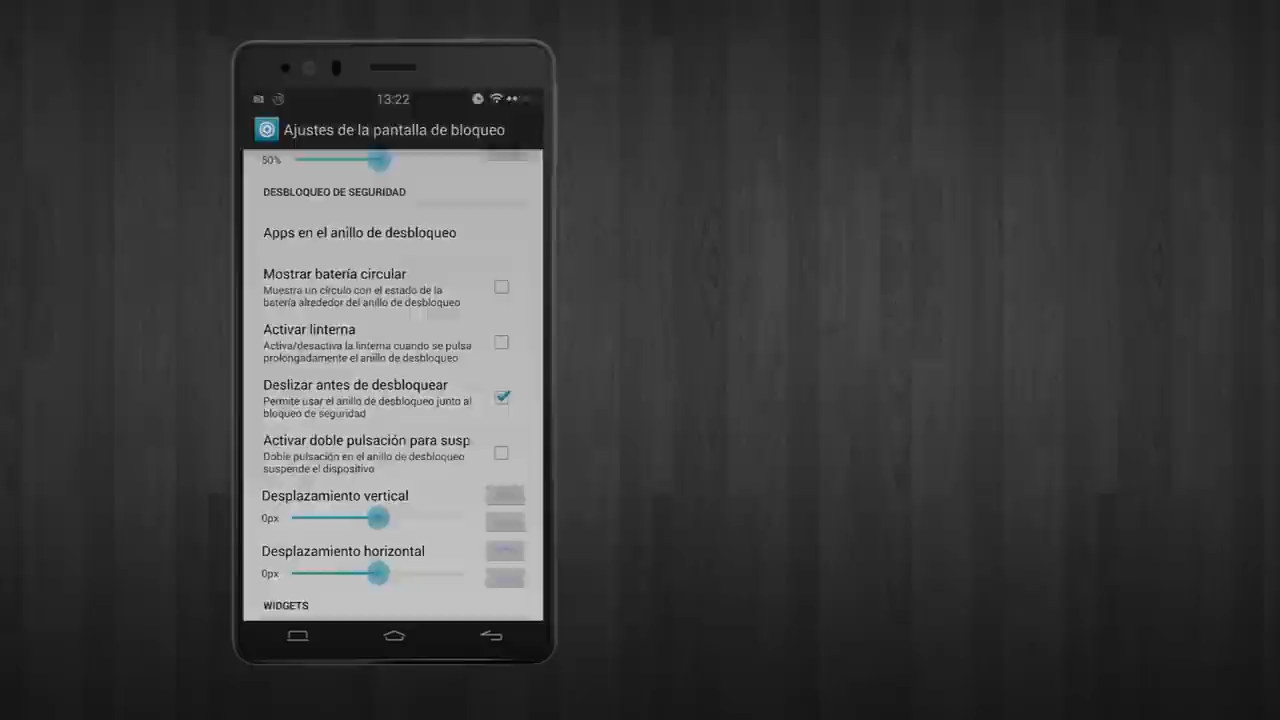 13:22
Ajustes de la pantalla de bloqueo
50%
DESBLOQUEO DE SEGURIDAD
Apps en el anillo de desbloqueo
Mostrar batería circular
Muestra un círculo con el estado de la
batería alrededor del anillo de desbloqueo
Activar linterna
Activa/desactiva la linterna cuando se pulsa
prolongadamente el anillo de desbloqueo
Deslizar antes de desbloquear
Permite usar el anillo de desbloqueo junto al
bloqueo de seguridad
Activar doble pulsación para susp
Doble pulsación en el anillo de desbloqueo
suspende el dispositivo
Desplazamiento vertical
0px
Desplazamiento horizontal
0px
WIDGETS